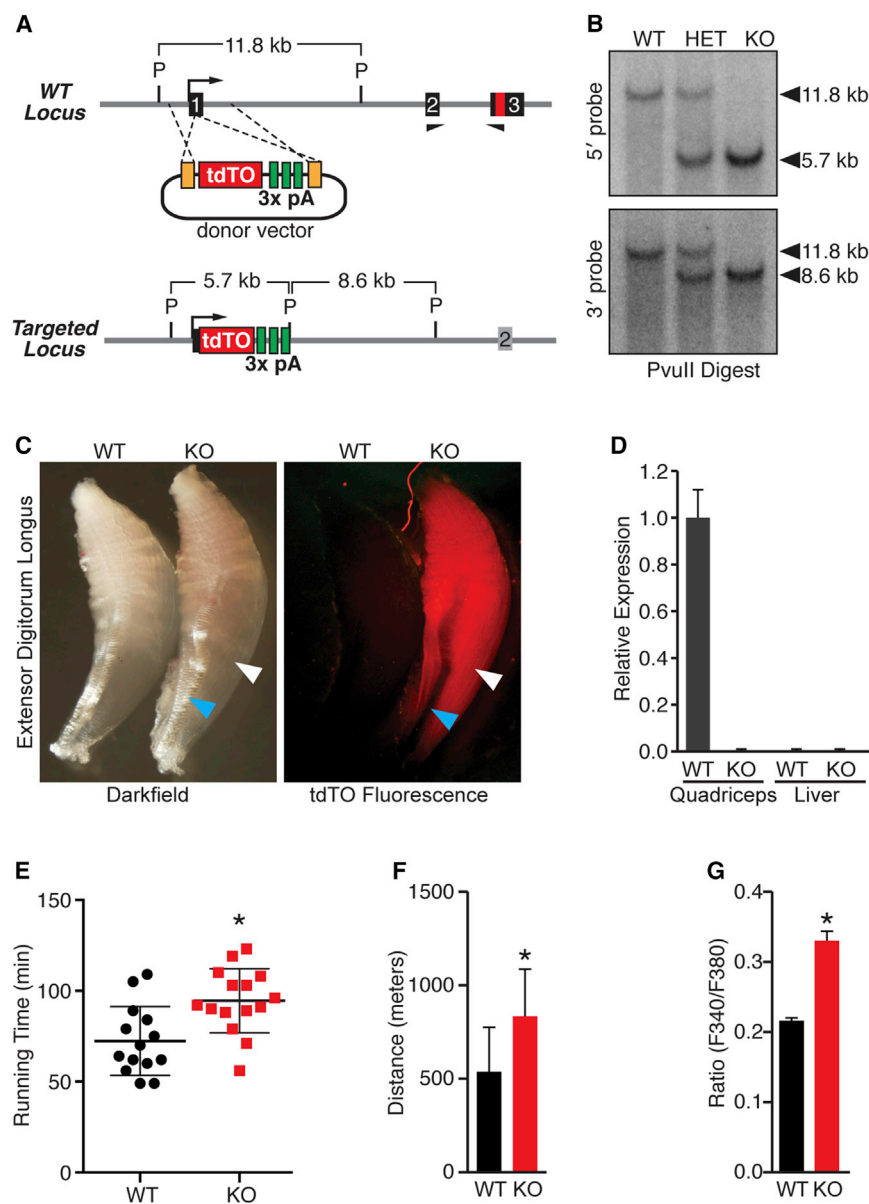 A
11.8 kb
P
P
WT
Locus
1
2
3
tdTO
3x pA
donor vector
5.7 kb
8.6 kb
P
P
P
Targeted
Locus
tdTO
3x pA
2
B
WT HET KO
5′ probe
11.8 kb
5.7 kb
3′ probe
11.8 kb
8.6 kb
PvuII Digest
C
WT KO
WT KO
Extensor Digitorum Longus
Darkfield
tdTO Fluorescence
D
Relative Expression
1.2
1.0
0.8
0.6
0.4
0.2
0.0
WT KO WT KO
Quadriceps Liver
E
Running Time (min)
150
100
50
0
*
WT KO
F
Distance (meters)
1500
1000
500
0
*
WT KO
G
Ratio (F340/F380)
0.4
0.3
0.2
0.1
0.0
*
WT KO